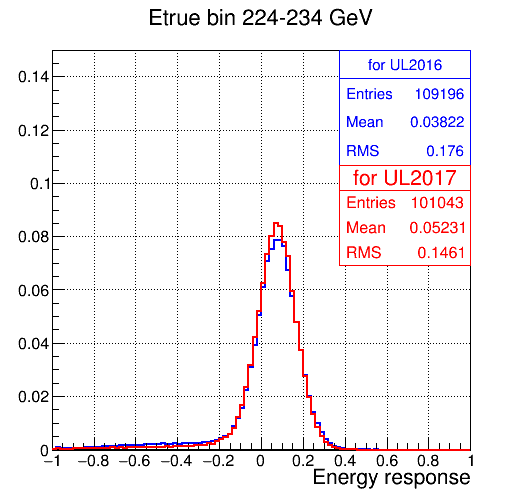 Etrue bin 224-234 GeV
for UL2016
Entries 109196
Mean 0.03822
RMS 0.176
for UL2017
Entries 101043
Mean 0.05231
RMS 0.1461
0.14
0.12
0.1
0.08
0.06
0.04
0.02
0
−1 −0.8 −0.6 −0.4 −0.2 0 0.2 0.4 0.6 0.8 1
Energy response